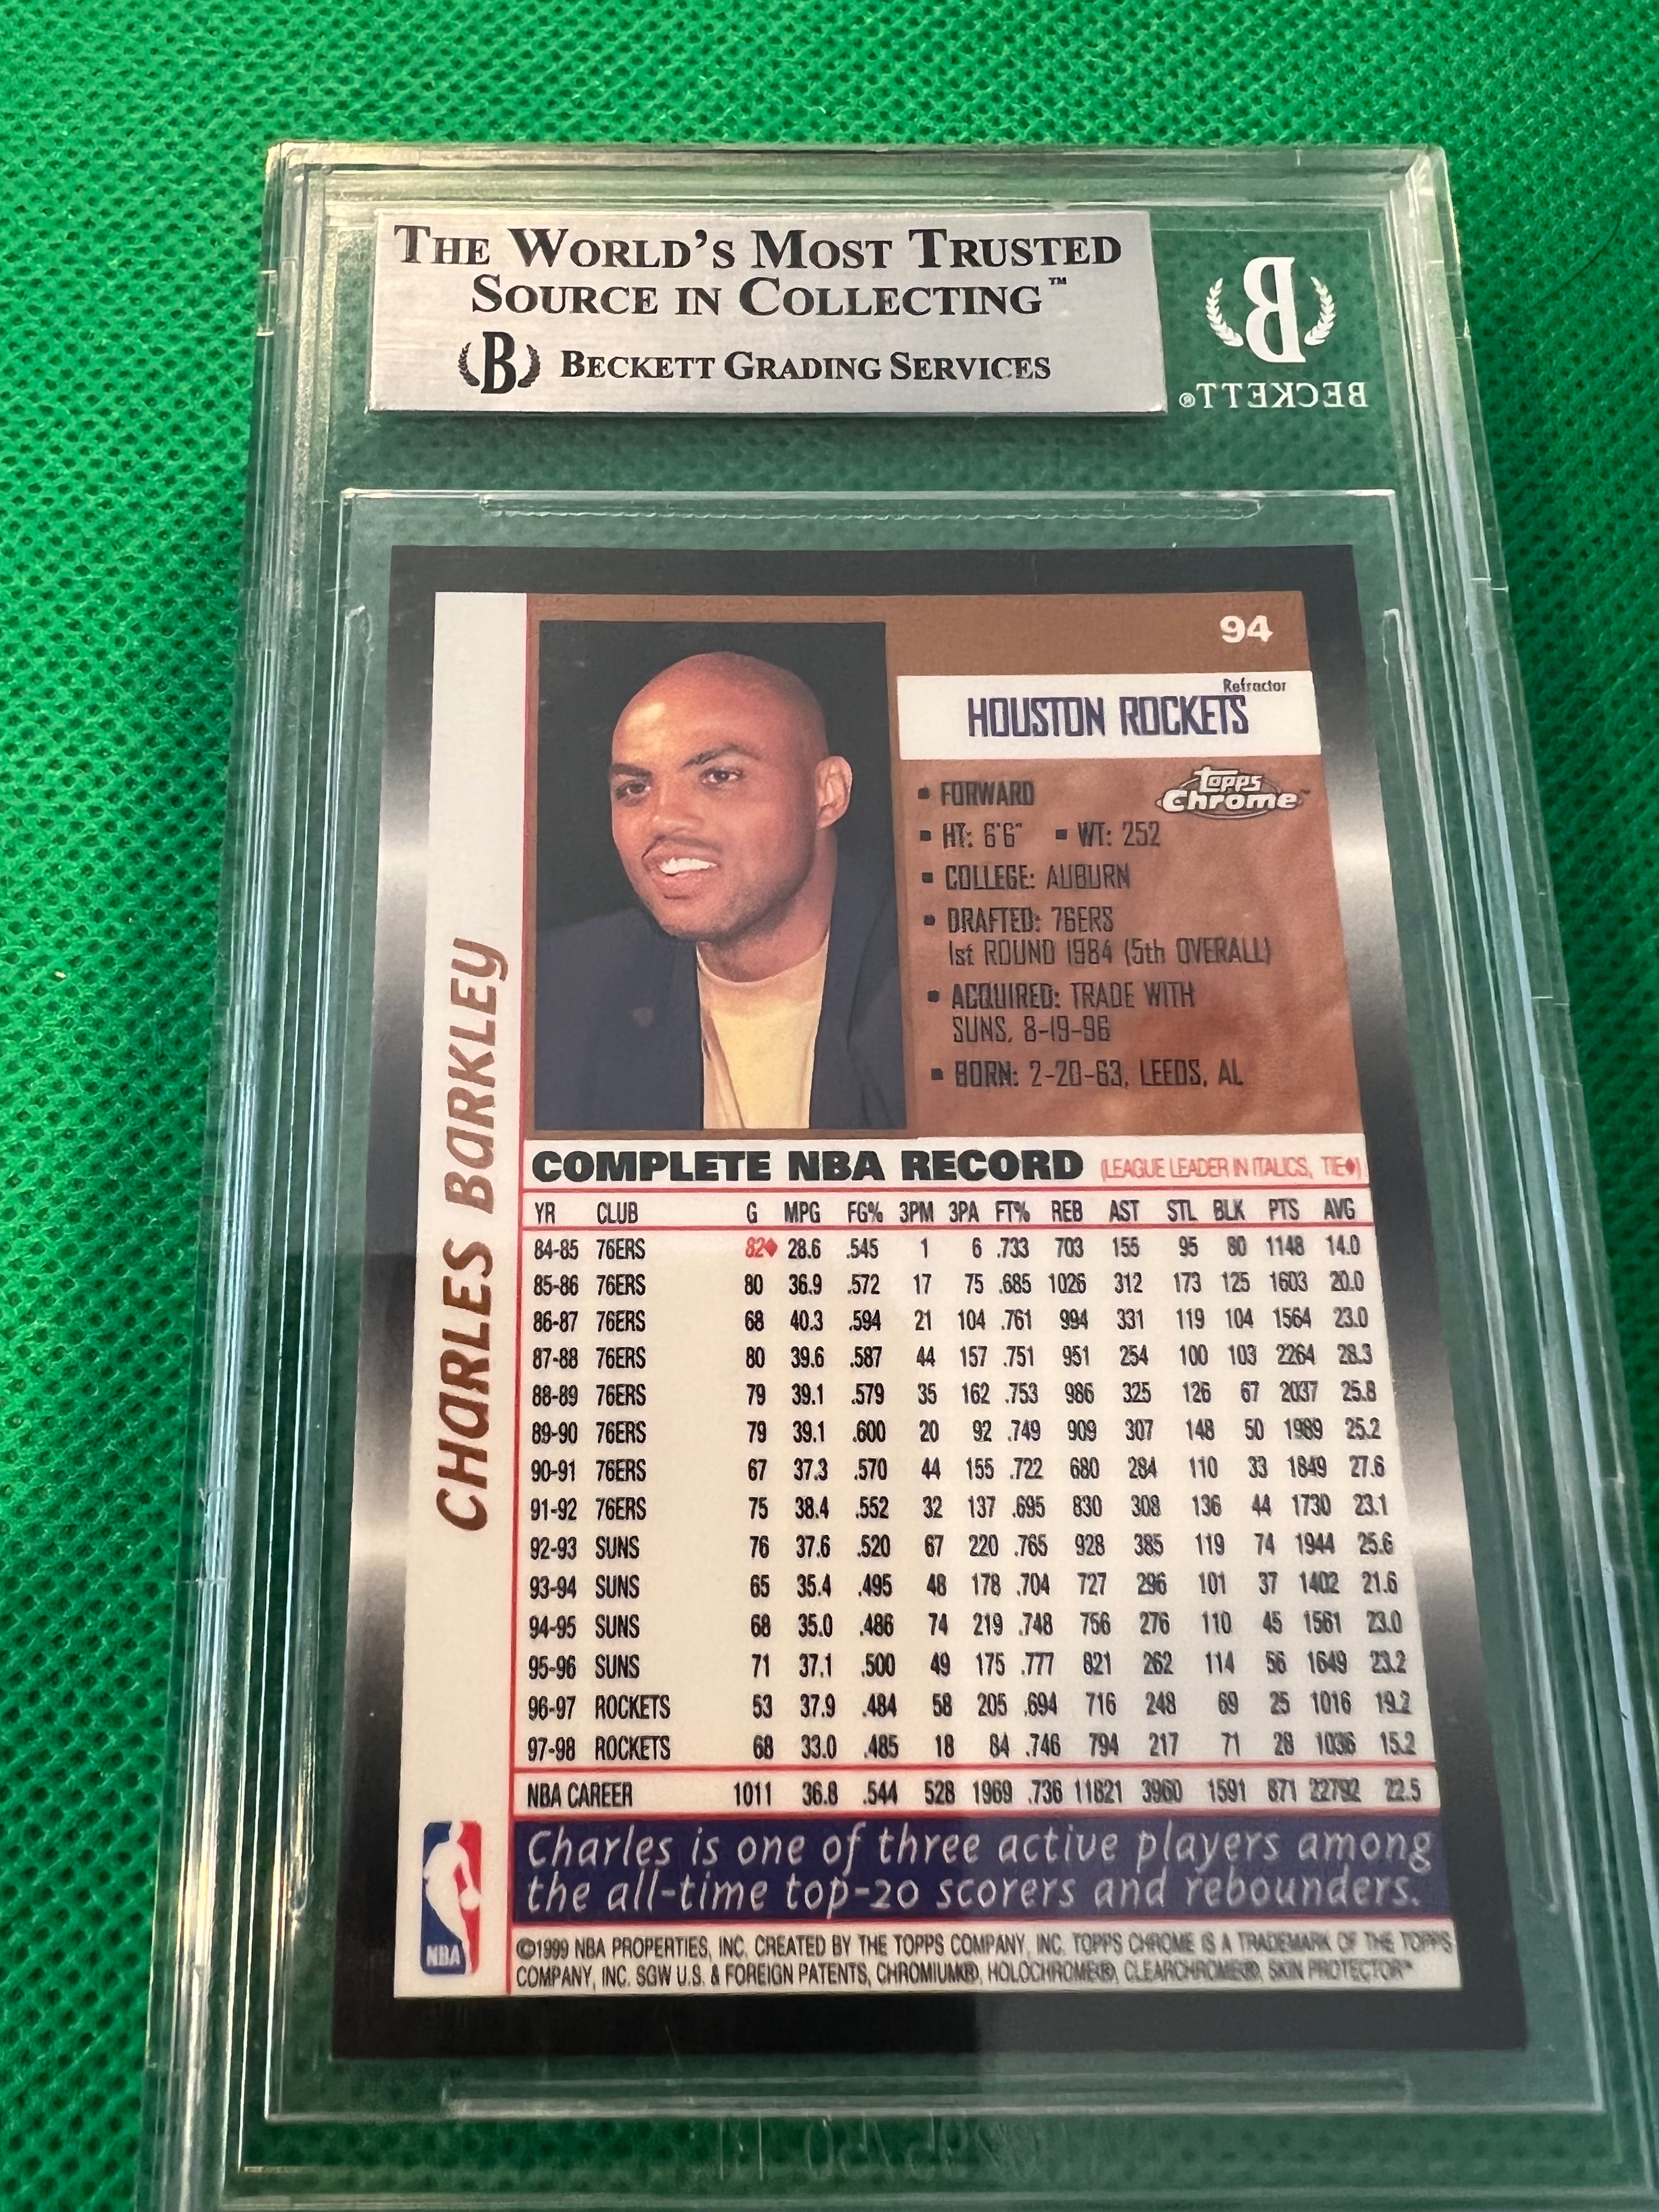 THE WORLD'S MOST TRUSTED
SOURCE IN COLLECTING™
B BECKETT GRADING SERVICES
B
BECKETT®
94
Refractor
HOUSTON ROCKETS
topps
Chrome™
▪ FORWARD
▪ HT: 6'6" ▪ WT: 252
▪ COLLEGE: AUBURN
▪ DRAFTED: 76ERS
1st ROUND 1984 (5th OVERALL)
▪ ACQUIRED: TRADE WITH
SUNS, 8-19-96
▪ BORN: 2-20-63, LEEDS, AL
CHARLES BARKLEY
COMPLETE NBA RECORD (LEAGUE LEADER IN ITALICS, TIE♦)
YR CLUB G MPG FG% 3PM 3PA FT% REB AST STL BLK PTS AVG
84-85 76ERS 82♦ 28.6 .545 1 6 .733 703 155 95 80 1148 14.0
85-86 76ERS 80 36.9 .572 17 75 .685 1026 312 173 125 1603 20.0
86-87 76ERS 68 40.3 .594 21 104 .761 994 331 119 104 1564 23.0
87-88 76ERS 80 39.6 .587 44 157 .751 951 254 100 103 2264 28.3
88-89 76ERS 79 39.1 .579 35 162 .753 986 325 126 67 2037 25.8
89-90 76ERS 79 39.1 .600 20 92 .749 909 307 148 50 1989 25.2
90-91 76ERS 67 37.3 .570 44 155 .722 680 284 110 33 1849 27.6
91-92 76ERS 75 38.4 .552 32 137 .695 830 308 136 44 1730 23.1
92-93 SUNS 76 37.6 .520 67 220 .765 928 385 119 74 1944 25.6
93-94 SUNS 65 35.4 .495 48 178 .704 727 296 101 37 1402 21.6
94-95 SUNS 68 35.0 .486 74 219 .748 756 276 110 45 1561 23.0
95-96 SUNS 71 37.1 .500 49 175 .777 821 262 114 56 1649 23.2
96-97 ROCKETS 53 37.9 .484 58 205 .694 716 248 69 25 1016 19.2
97-98 ROCKETS 68 33.0 .485 18 84 .746 794 217 71 28 1036 15.2
NBA CAREER 1011 36.8 .544 528 1969 .736 11821 3960 1591 871 22792 22.5
Charles is one of three active players among
the all-time top-20 scorers and rebounders.
NBA
©1999 NBA PROPERTIES, INC. CREATED BY THE TOPPS COMPANY, INC. TOPPS CHROME IS A TRADEMARK OF THE TOPPS
COMPANY, INC. SGW U.S. & FOREIGN PATENTS, CHROMIUM®, HOLOCHROME®, CLEARCHROME®, SKIN PROTECTOR™